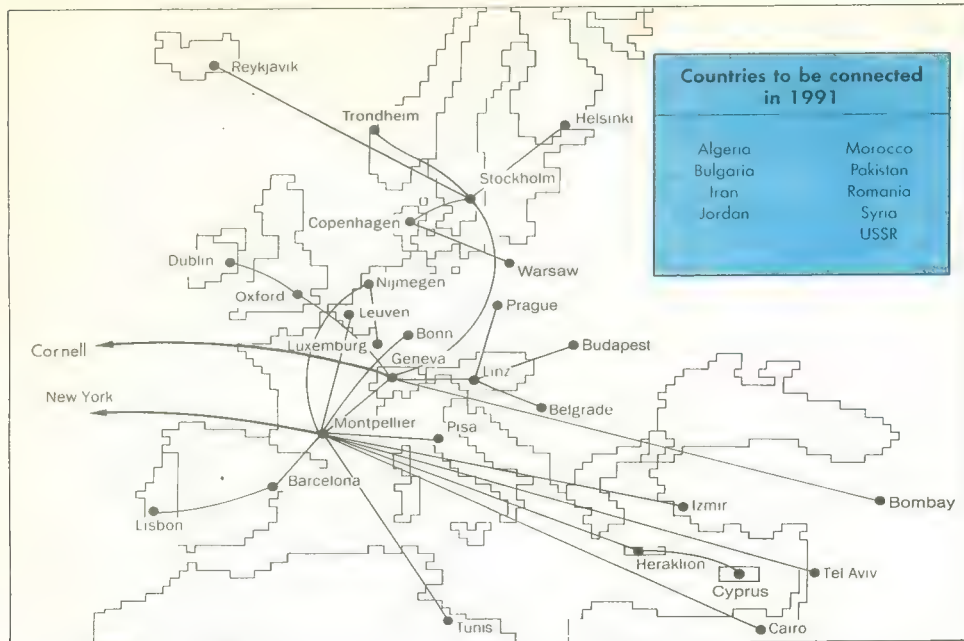 Reykjavik
Trondheim
Helsinki
Stockholm
Copenhagen
Dublin
Warsaw
Nijmegen
Oxford
Prague
Leuven
Bonn
Luxemburg
Budapest
Cornell
Geneva
Linz
New York
Belgrade
Montpellier
Pisa
Barcelona
Izmir
Bombay
Lisbon
Heraklion
Tel Aviv
Cyprus
Tunis
Cairo
Countries to be connected
in 1991
Algeria
Bulgaria
Iran
Jordan
Morocco
Pakistan
Romania
Syria
USSR